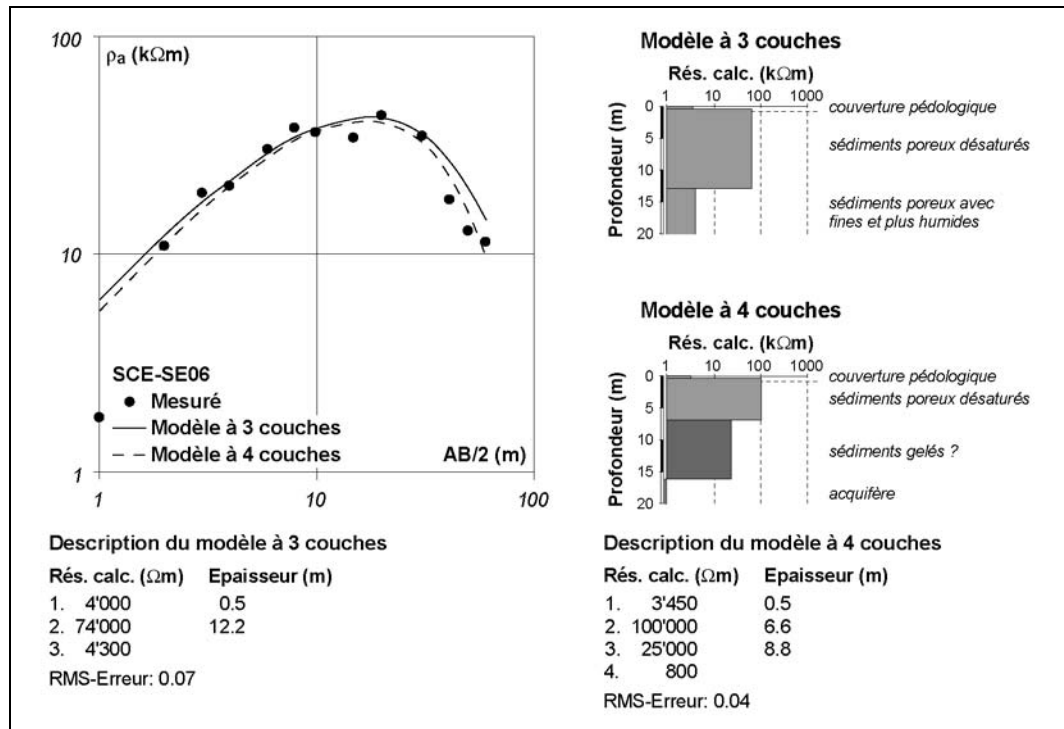 100
ρa (kΩm)
10
1
1
10
100
AB/2 (m)
SCE-SE06
Mesuré
Modèle à 3 couches
Modèle à 4 couches
Modèle à 3 couches
Rés. calc. (kΩm)
1 10 100 1000
Profondeur (m)
0
5
10
15
20
couverture pédologique
sédiments poreux désaturés
sédiments poreux avec
fines et plus humides
Modèle à 4 couches
Rés. calc. (kΩm)
1 10 100 1000
Profondeur (m)
0
5
10
15
20
couverture pédologique
sédiments poreux désaturés
sédiments gelés ?
acquifère
Description du modèle à 3 couches
Rés. calc. (Ωm) Epaisseur (m)
1. 4'000 0.5
2. 74'000 12.2
3. 4'300
RMS-Erreur: 0.07
Description du modèle à 4 couches
Rés. calc. (Ωm) Epaisseur (m)
1. 3'450 0.5
2. 100'000 6.6
3. 25'000 8.8
4. 800
RMS-Erreur: 0.04